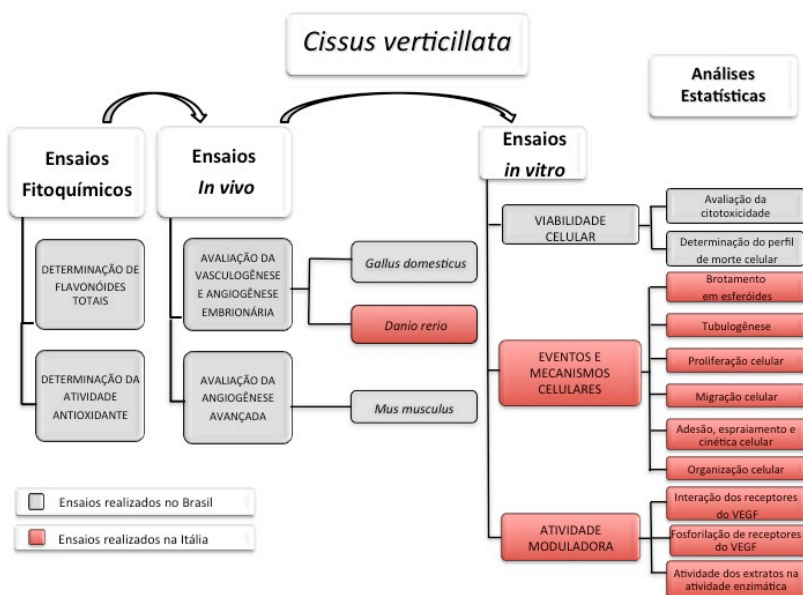 Cissus verticillata
Análises
Estatísticas
Ensaios
Fitoquímicos
Ensaios
In vivo
Ensaios
in vitro
DETERMINAÇÃO DE
FLAVONÓIDES
TOTAIS
DETERMINAÇÃO DA
ATIVIDADE
ANTIOXIDANTE
AVALIAÇÃO DA
VASCULOGÊNESE
E ANGIOGÊNESE
EMBRIONÁRIA
AVALIAÇÃO DA
ANGIOGÊNESE
AVANÇADA
Gallus domesticus
Danio rerio
Mus musculus
VIABILIDADE
CELULAR
EVENTOS E
MECANISMOS
CELULARES
ATIVIDADE
MODULADORA
Avaliação da
citotoxicidade
Determinação do perfil
de morte celular
Brotamento
em esferóides
Tubulogênese
Proliferação celular
Migração celular
Adesão, espraiamento e
cinética celular
Organização celular
Interação dos receptores
do VEGF
Fosforilação de receptores
do VEGF
Atividade dos extratos na
atividade enzimática
Ensaios realizados no Brasil
Ensaios realizados na Itália